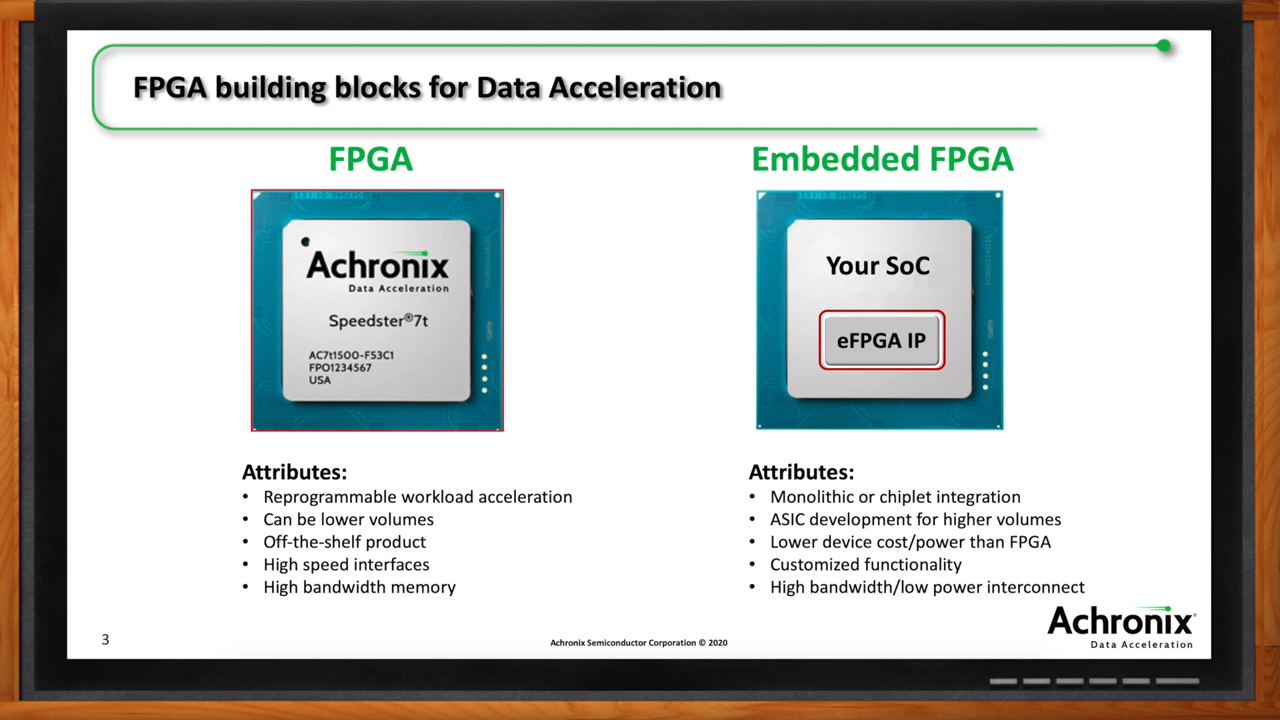 FPGA building blocks for Data Acceleration
FPGA
Achronix
Data Acceleration
Speedster®7t
AC7t1500-F53C1
FPO1234567
USA
Attributes:
• Reprogrammable workload acceleration
• Can be lower volumes
• Off-the-shelf product
• High speed interfaces
• High bandwidth memory
Embedded FPGA
Your SoC
eFPGA IP
Attributes:
• Monolithic or chiplet integration
• ASIC development for higher volumes
• Lower device cost/power than FPGA
• Customized functionality
• High bandwidth/low power interconnect
3
Achronix Semiconductor Corporation © 2020
Achronix®
Data Acceleration